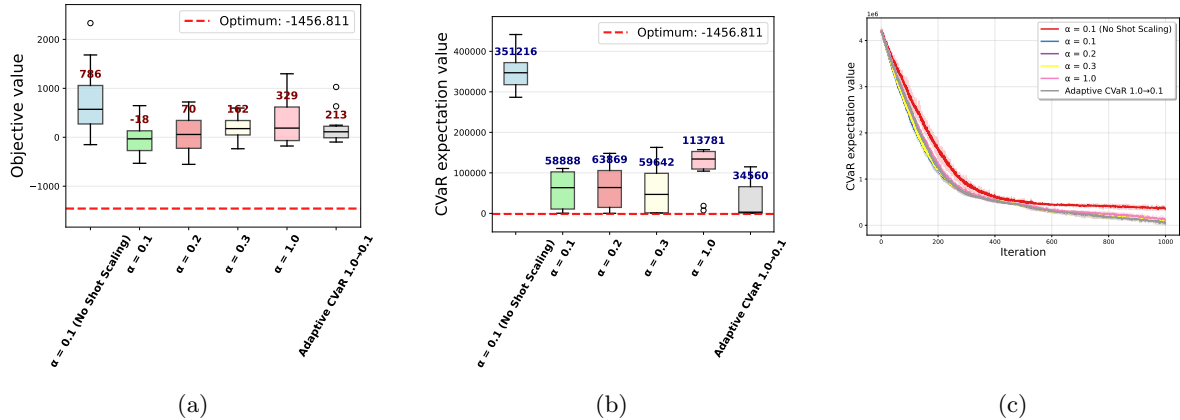 Optimum: -1456.811
Objective value
2000
1000
0
−1000
786
-18
70
162
329
213
α = 0.1 (No Shot Scaling)
α = 0.1
α = 0.2
α = 0.3
α = 1.0
Adaptive CVaR 1.0→0.1
(a)
Optimum: -1456.811
CVaR expectation value
400000
300000
200000
100000
0
351216
58888
63869
59642
113781
34560
α = 0.1 (No Shot Scaling)
α = 0.1
α = 0.2
α = 0.3
α = 1.0
Adaptive CVaR 1.0→0.1
(b)
1e6
CVaR expectation value
4
3
2
1
0
α = 0.1 (No Shot Scaling)
α = 0.1
α = 0.2
α = 0.3
α = 1.0
Adaptive CVaR 1.0→0.1
0
200
400
600
800
1000
Iteration
(c)